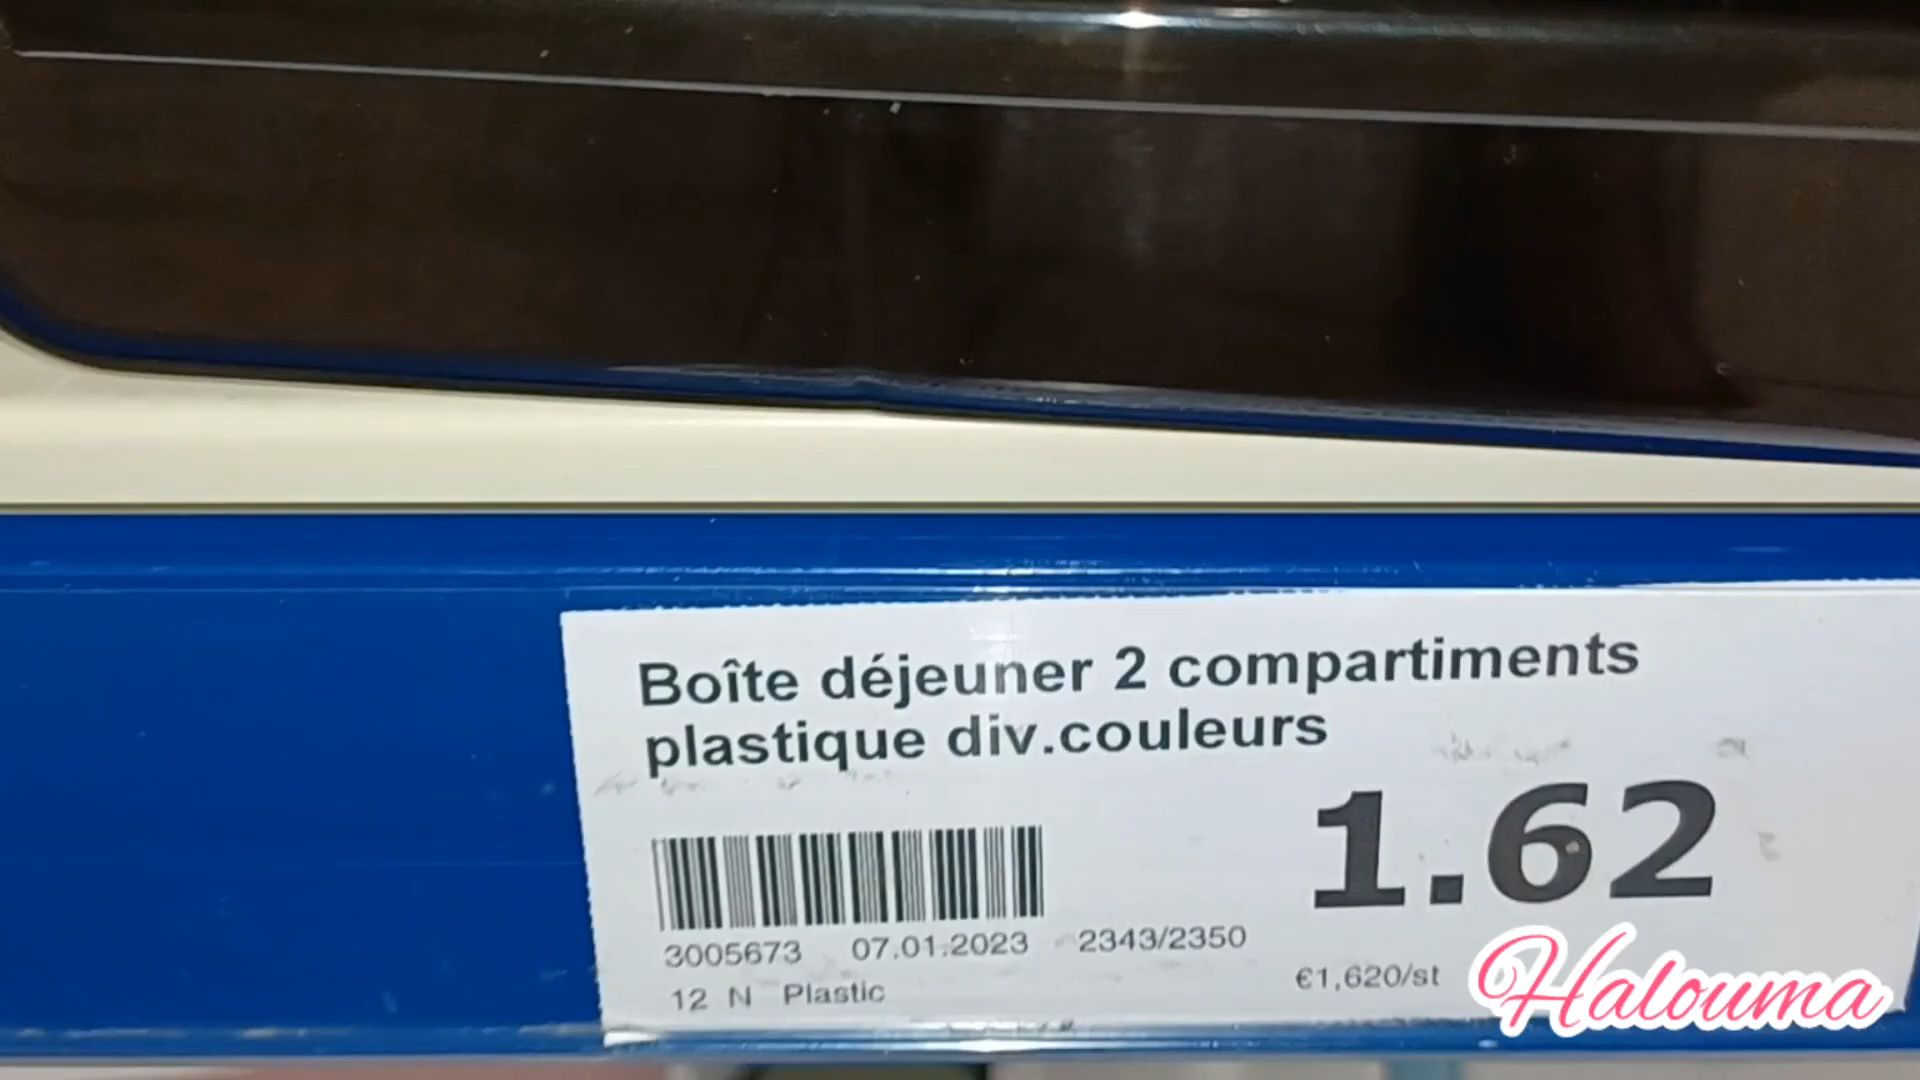 Boîte déjeuner 2 compartiments
plastique div.couleurs
1.62
3005673 07.01.2023 2343/2350
12 N Plastic
€1,620/st
Halouma